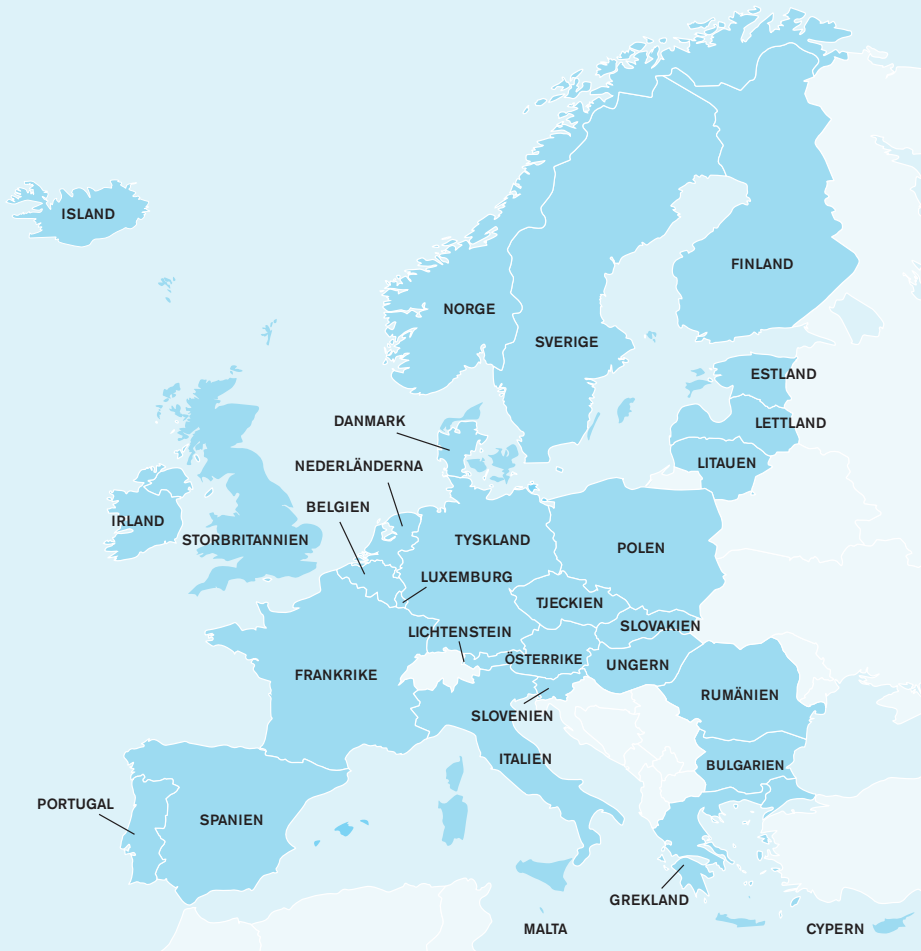 ISLAND
FINLAND
NORGE
SVERIGE
ESTLAND
DANMARK
LETTLAND
LITAUEN
NEDERLÄNDERNA
BELGIEN
IRLAND
STORBRITANNIEN
TYSKLAND
POLEN
LUXEMBURG
TJECKIEN
LICHTENSTEIN
SLOVAKIEN
ÖSTERRIKE
UNGERN
FRANKRIKE
RUMÄNIEN
SLOVENIEN
ITALIEN
BULGARIEN
PORTUGAL
SPANIEN
GREKLAND
MALTA
CYPERN